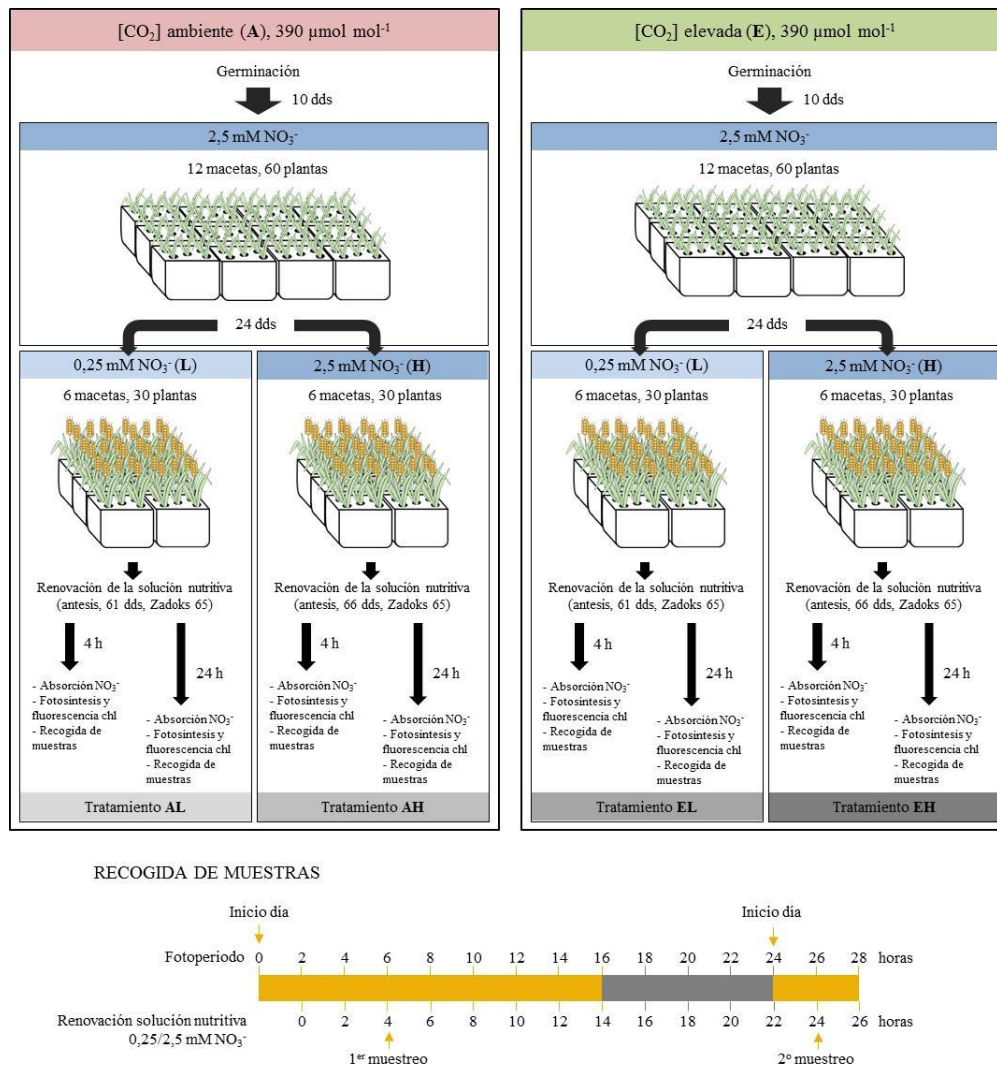 [CO₂] ambiente (A), 390 µmol mol⁻¹
Germinación
10 dds
2,5 mM NO₃⁻
12 macetas, 60 plantas
24 dds
0,25 mM NO₃⁻ (L)
6 macetas, 30 plantas
Renovación de la solución nutritiva
(antesis, 61 dds, Zadoks 65)
4 h
24 h
- Absorción NO₃⁻
- Fotosíntesis y
fluorescencia chl
- Recogida de
muestras
- Absorción NO₃⁻
- Fotosíntesis y
fluorescencia chl
- Recogida de
muestras
Tratamiento AL
2,5 mM NO₃⁻ (H)
6 macetas, 30 plantas
Renovación de la solución nutritiva
(antesis, 66 dds, Zadoks 65)
4 h
24 h
- Absorción NO₃⁻
- Fotosíntesis y
fluorescencia chl
- Recogida de
muestras
- Absorción NO₃⁻
- Fotosíntesis y
fluorescencia chl
- Recogida de
muestras
Tratamiento AH
[CO₂] elevada (E), 390 µmol mol⁻¹
Germinación
10 dds
2,5 mM NO₃⁻
12 macetas, 60 plantas
24 dds
0,25 mM NO₃⁻ (L)
6 macetas, 30 plantas
Renovación de la solución nutritiva
(antesis, 61 dds, Zadoks 65)
4 h
24 h
- Absorción NO₃⁻
- Fotosíntesis y
fluorescencia chl
- Recogida de
muestras
- Absorción NO₃⁻
- Fotosíntesis y
fluorescencia chl
- Recogida de
muestras
Tratamiento EL
2,5 mM NO₃⁻ (H)
6 macetas, 30 plantas
Renovación de la solución nutritiva
(antesis, 66 dds, Zadoks 65)
4 h
24 h
- Absorción NO₃⁻
- Fotosíntesis y
fluorescencia chl
- Recogida de
muestras
- Absorción NO₃⁻
- Fotosíntesis y
fluorescencia chl
- Recogida de
muestras
Tratamiento EH
RECOGIDA DE MUESTRAS
Inicio día Inicio día
Fotoperiodo 0 2 4 6 8 10 12 14 16 18 20 22 24 26 28 horas
Renovación solución nutritiva 0 2 4 6 8 10 12 14 14 16 18 20 22 24 26 horas
0,25/2,5 mM NO₃⁻
1ᵉʳ muestreo 2º muestreo